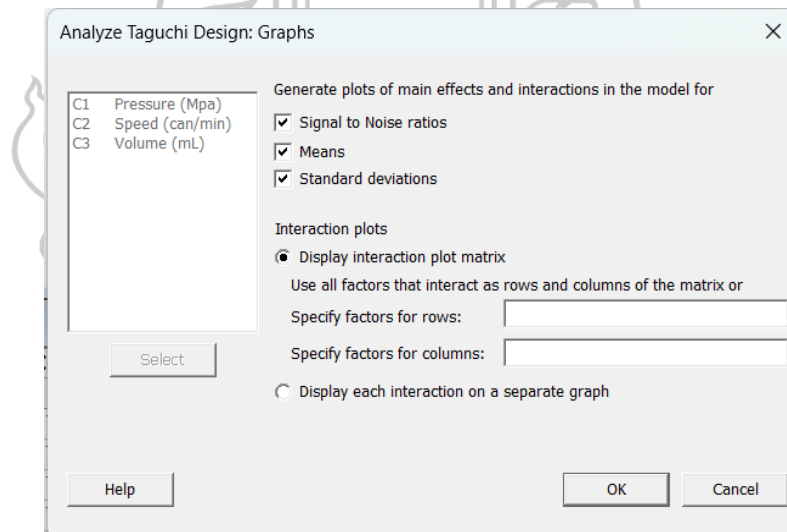 Analyze Taguchi Design: Graphs
C1 Pressure (Mpa)
C2 Speed (can/min)
C3 Volume (mL)
Select
Generate plots of main effects and interactions in the model for
Signal to Noise ratios
Means
Standard deviations
Interaction plots
Display interaction plot matrix
Use all factors that interact as rows and columns of the matrix or
Specify factors for rows:
Specify factors for columns:
Display each interaction on a separate graph
Help
OK
Cancel